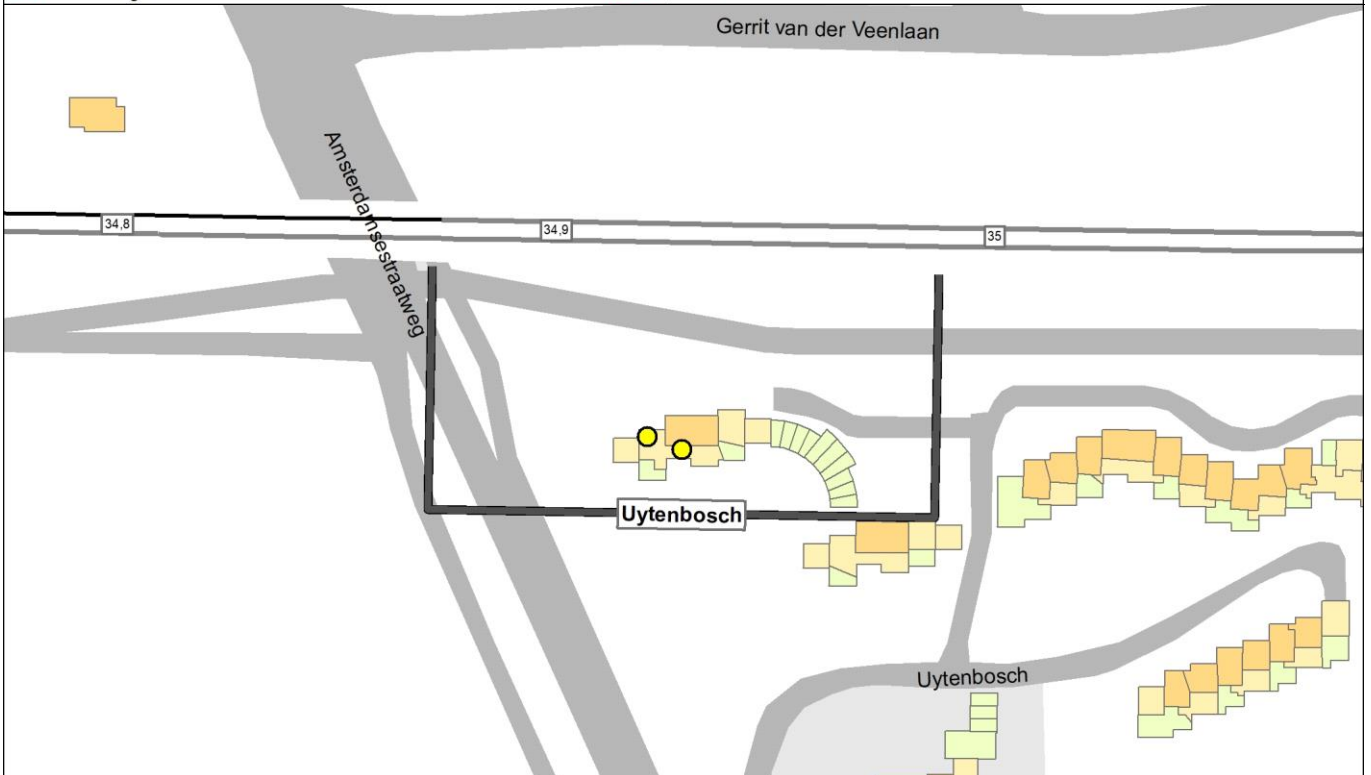 Gerrit van der Veenlaan
Amsterdamsestraatweg
34,8
34,9
35
Uytenbosch
Uytenbosch